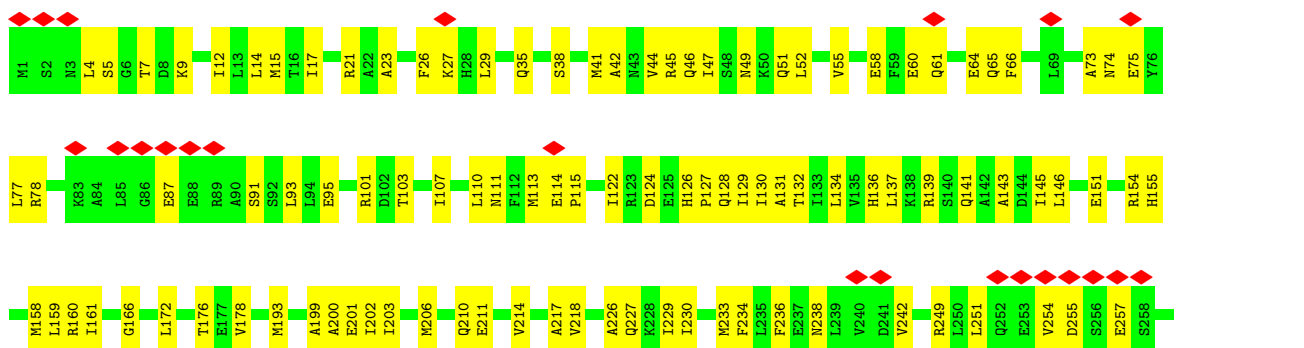 M1 S2 N3 L4 S5 G6 T7 D8 K9 I12 L13 L14 M15 T16 I17 R21 A22 A23 F26 K27 H28 L29 Q35 S38 M41 A42 N43 V44 R45 Q46 I47 S48 N49 K50 Q51 L52 V55 E58 F59 E60 Q61 E64 Q65 F66 L69 A73 N74 E75 Y76
L77 R78 K83 A84 L85 G86 E87 E88 R89 A90 S91 S92 L93 L94 E95 R101 D102 T103 I107 L110 N111 F112 M113 E114 P115 I122 R123 D124 E125 H126 P127 Q128 I129 I130 A131 T132 I133 L134 V135 H136 L137 K138 R139 S140 Q141 A142 A143 D144 I145 L146 E151 R154 H155
M158 L159 R160 I161 G166 L172 T176 E177 V178 M193 A199 A200 E201 I202 I203 M206 Q210 E211 V214 A217 V218 A226 Q227 K228 I229 I230 M233 F234 L235 F236 E237 N238 L239 V240 D241 V242 R249 L250 L251 Q252 E253 V254 D255 S256 E257 S258